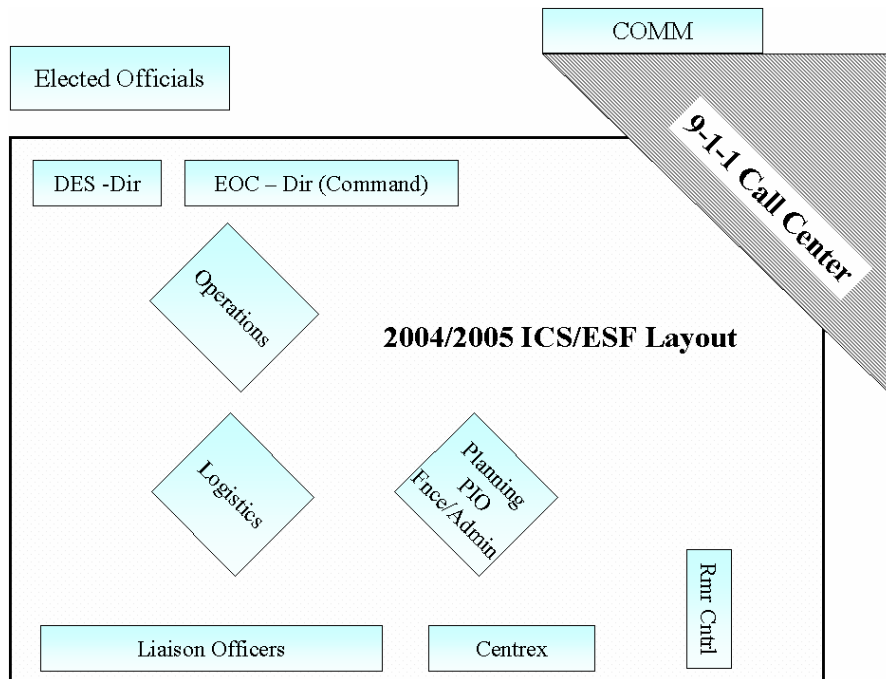 COMM
Elected Officials
9-1-1 Call Center
DES -Dir
EOC – Dir (Command)
Operations
2004/2005 ICS/ESF Layout
Logistics
Planning
PIO
Fnce/Admin
Rmr Cntrl
Liaison Officers
Centrex